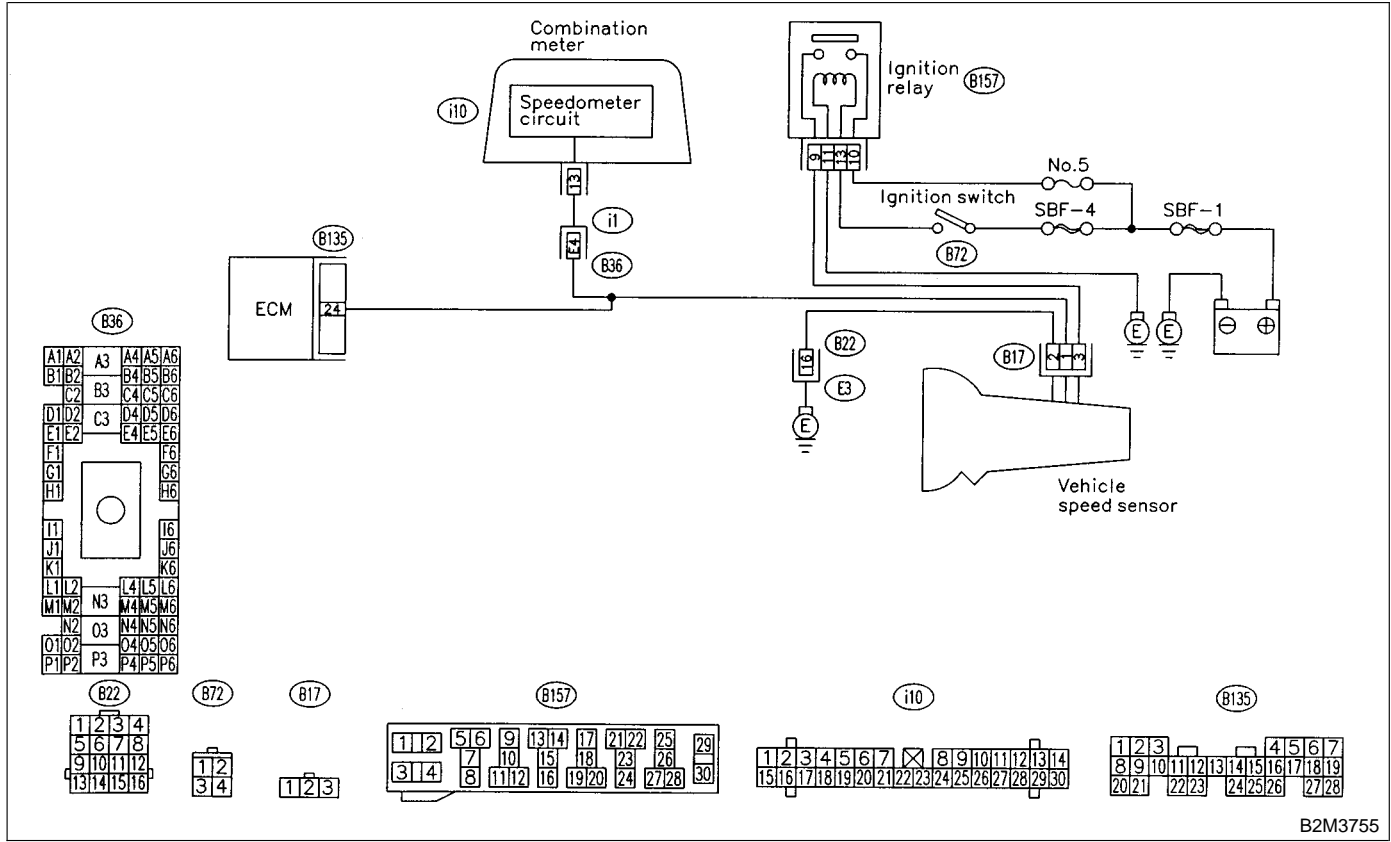 Combination
meter
Speedometer
circuit
i10
13
i1
E4
B36
Ignition
relay
B157
9 11 13 10
No.5
Ignition switch
SBF-4
SBF-1
B72
B135
ECM
24
E
E
B22
16
E3
E
B17
2 1 3
Vehicle
speed sensor
B36
A1 A2 A3 A4 A5 A6
B1 B2 B3 B4 B5 B6
C2 C3 C4 C5 C6
D1 D2 D4 D5 D6
E1 E2 E4 E5 E6
F1 F6
G1 G6
H1 H6
I1 I6
J1 J6
K1 K6
L1 L2 L4 L5 L6
M1 M2 N3 M4 M5 M6
N2 O3 N4 N5 N6
O1 O2 O4 O5 O6
P1 P2 P3 P4 P5 P6
B22
1 2 3 4
5 6 7 8
9 10 11 12
13 14 15 16
B72
1 2
3 4
B17
1 2 3
B157
1 2 5 6 9 13 14 17 21 22 25 29
7 10 15 18 23 26
3 4 8 11 12 16 19 20 24 27 28 30
i10
1 2 3 4 5 6 7 8 9 10 11 12 13 14
15 16 17 18 19 20 21 22 23 24 25 26 27 28 29 30
B135
1 2 3 4 5 6 7
8 9 10 11 12 13 14 15 16 17 18 19
20 21 22 23 24 25 26 27 28
B2M3755